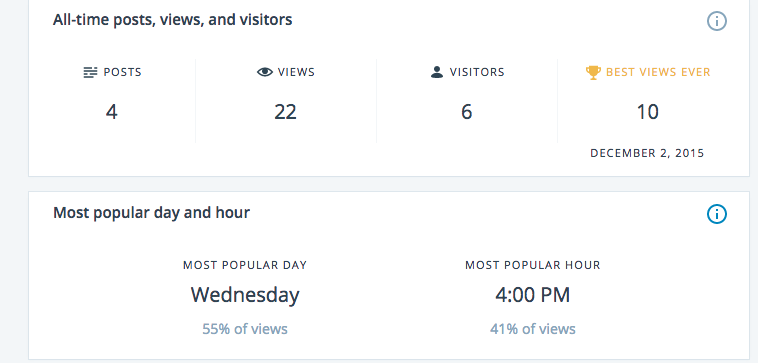 All-time posts, views, and visitors
POSTS VIEWS VISITORS BEST VIEWS EVER
4 22 6 10
DECEMBER 2, 2015
Most popular day and hour
MOST POPULAR DAY MOST POPULAR HOUR
Wednesday 4:00 PM
55% of views 41% of views